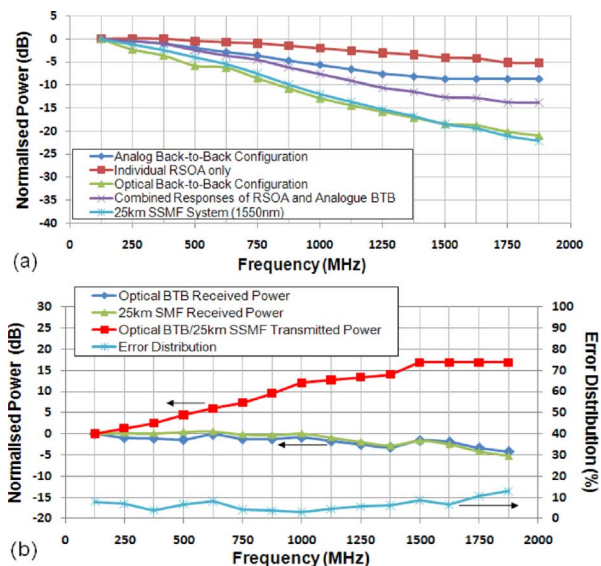 5
0
-5
-10
-15
-20
-25
-30
-35
-40
Normalised Power (dB)
Analog Back-to-Back Configuration
Individual RSOA only
Optical Back-to-Back Configuration
Combined Responses of RSOA and Analogue BTB
25km SSMF System (1550nm)
0 250 500 750 1000 1250 1500 1750 2000
Frequency (MHz)
(a)
Optical BTB Received Power
25km SMF Received Power
Optical BTB/25km SSMF Transmitted Power
Error Distribution
30
25
20
15
10
5
0
-5
-10
-15
-20
Normalised Power (dB)
100
90
80
70
60
50
40
30
20
10
0
Error Distribution (%)
0 250 500 750 1000 1250 1500 1750 2000
Frequency (MHz)
(b)